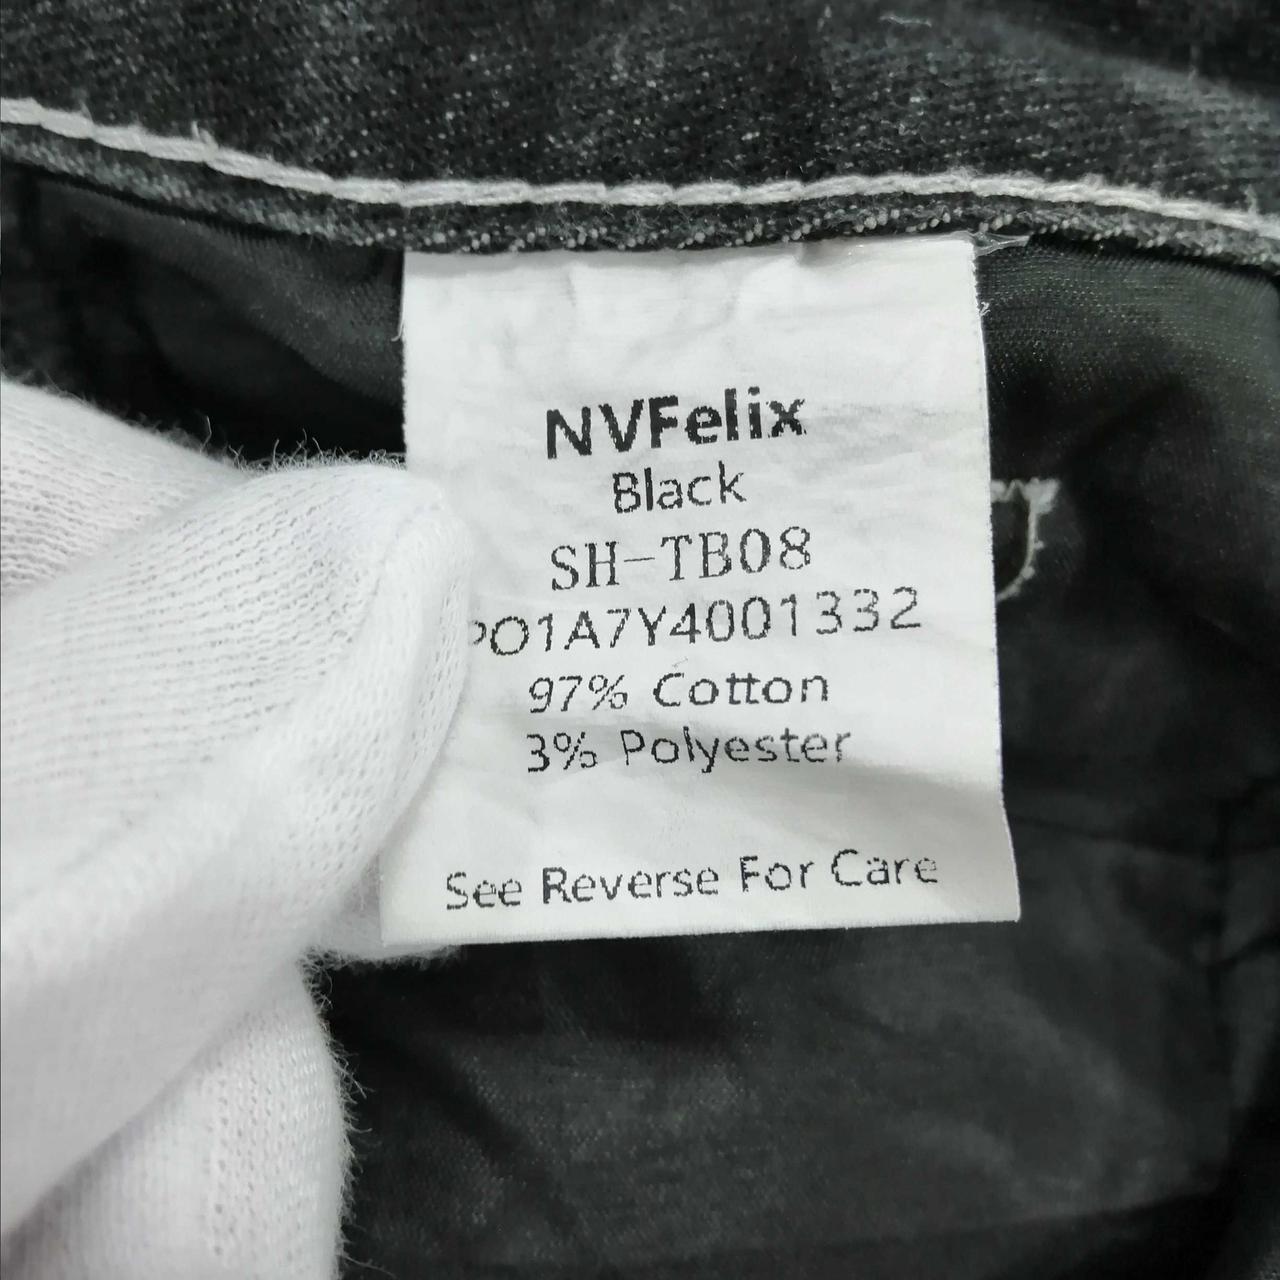 NVFelix
Black
SH-TB08
PO1A7Y4001332
97% Cotton
3% Polyester
See Reverse For Care